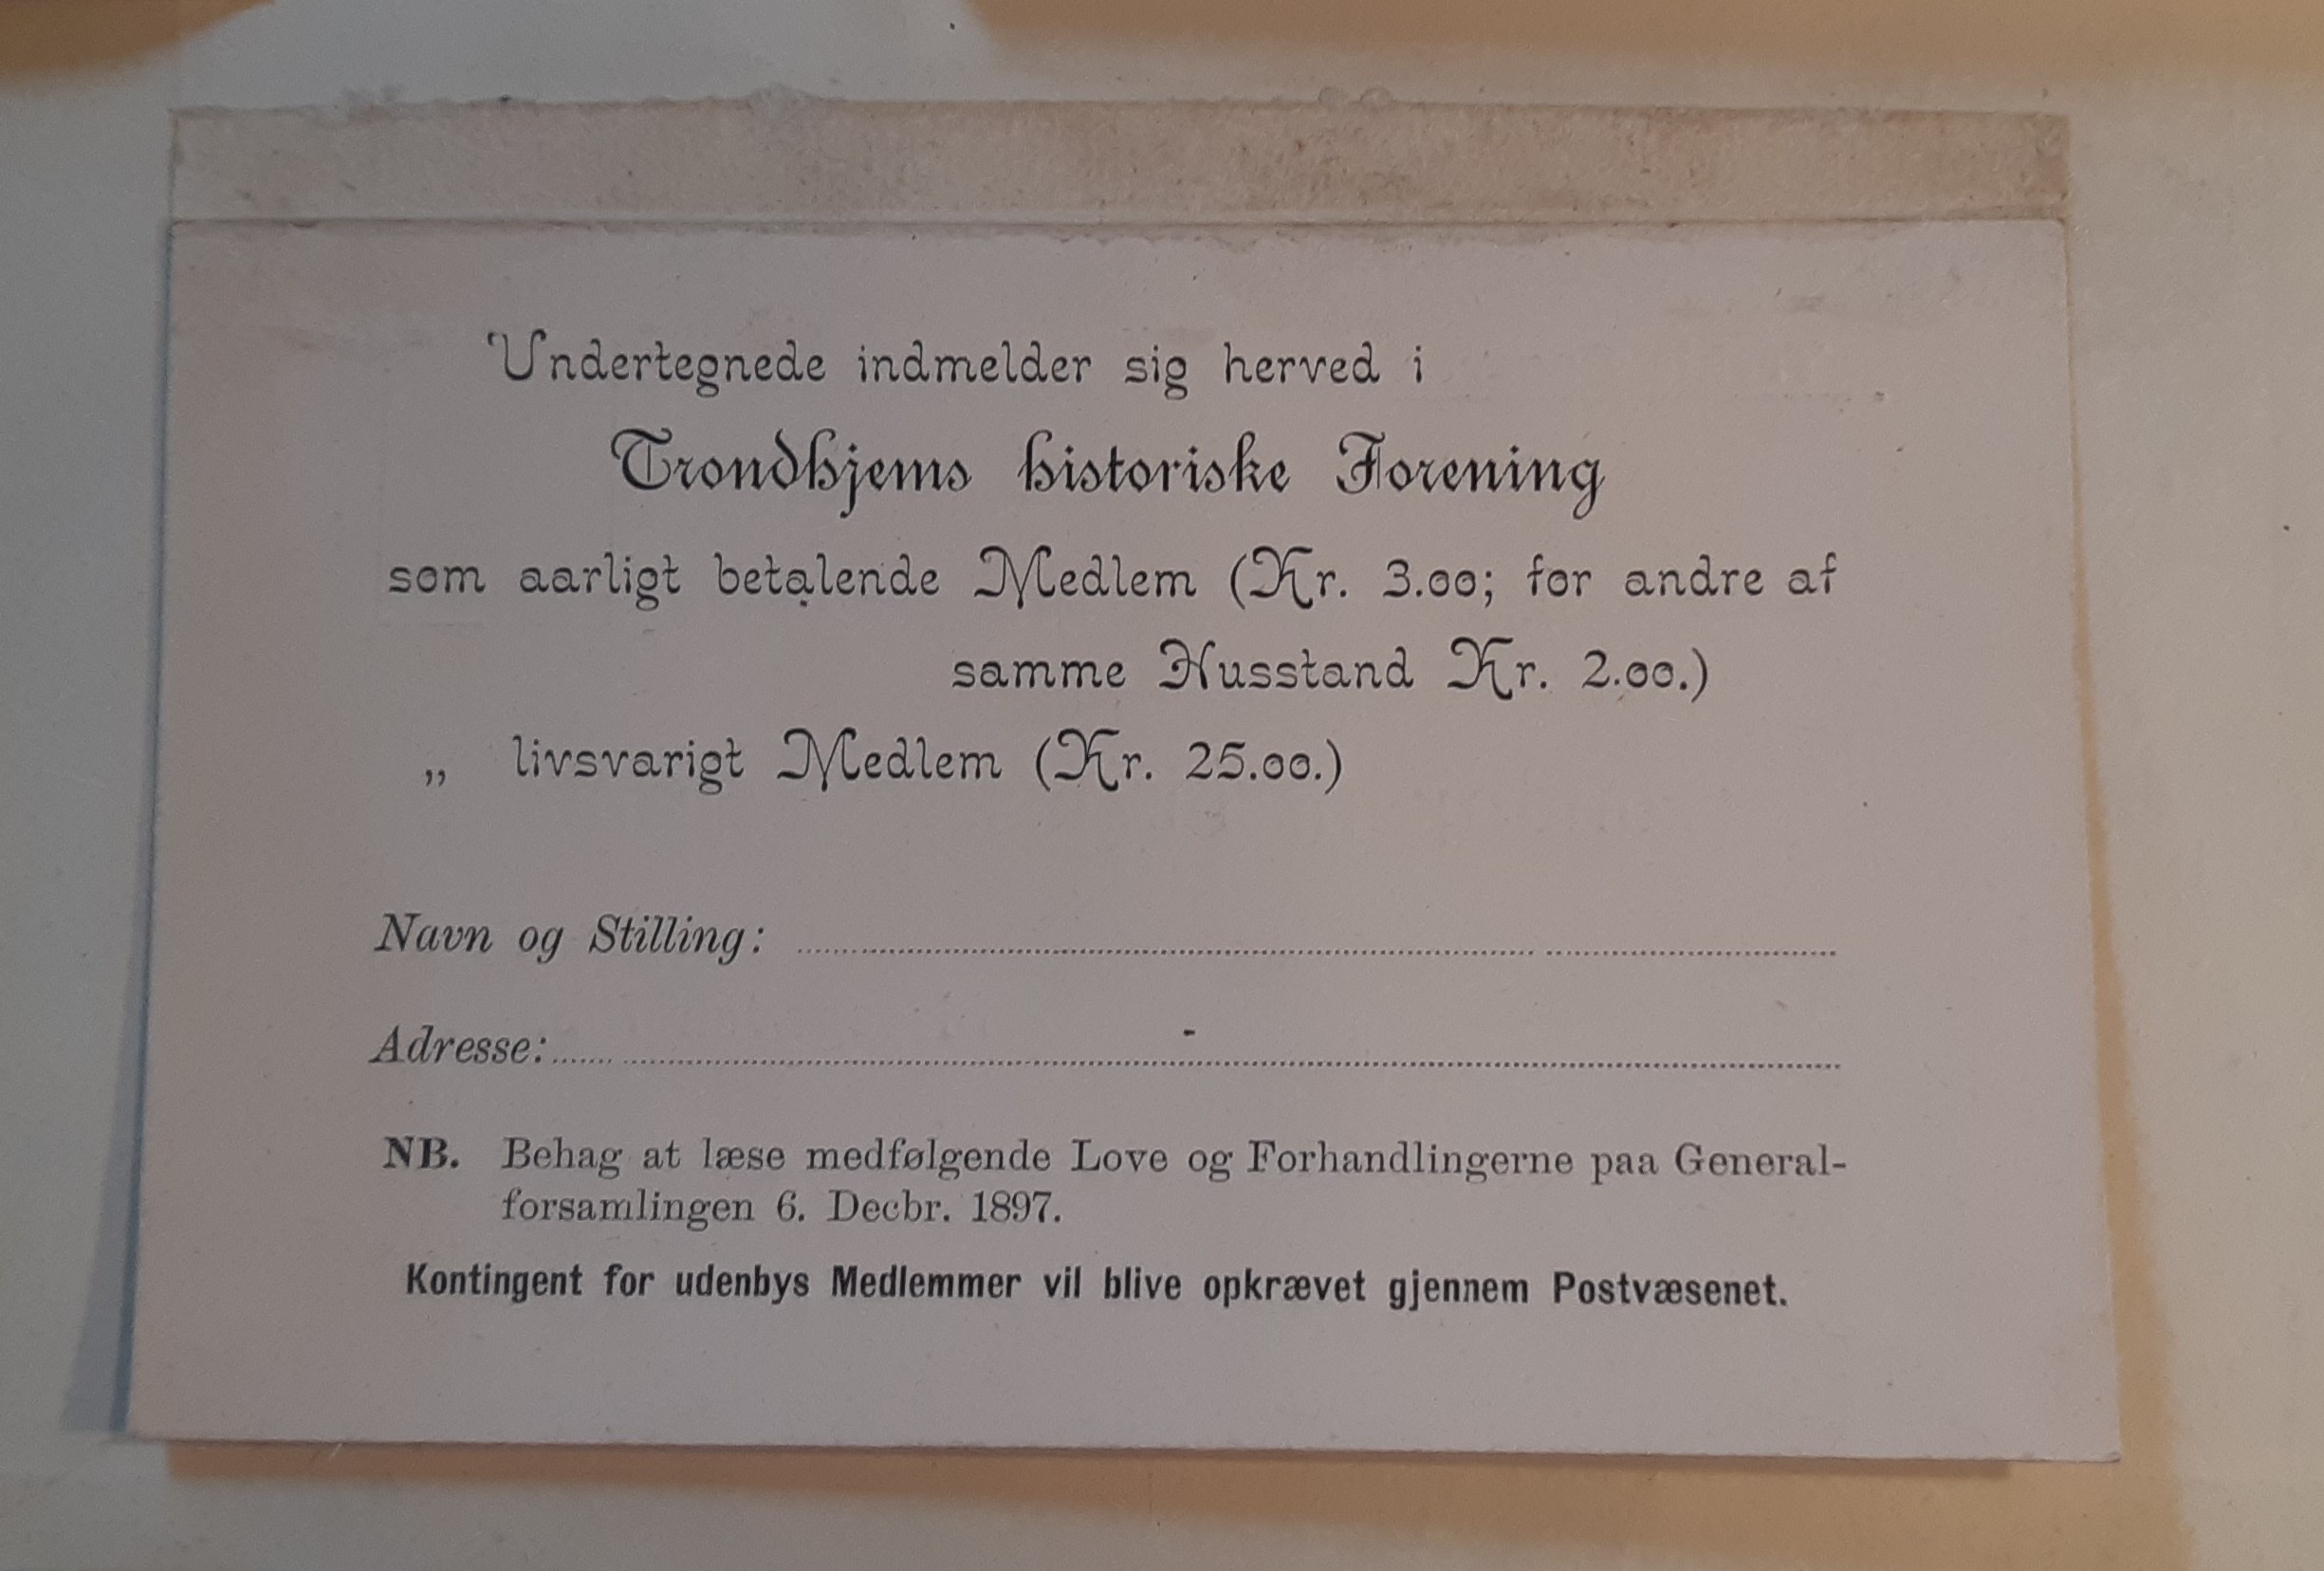 Undertegnede indmelder sig herved i
Trondhjems historiske Forening
som aarligt betalende Medlem (Kr. 3.00; for andre af
samme Husstand Kr. 2.00.)
„ livsvarigt Medlem (Kr. 25.00.)
Navn og Stilling:
Adresse:
NB. Behag at læse medfølgende Love og Forhandlingerne paa General-
forsamlingen 6. Decbr. 1897.
Kontingent for udenbys Medlemmer vil blive opkrævet gjennem Postvæsenet.